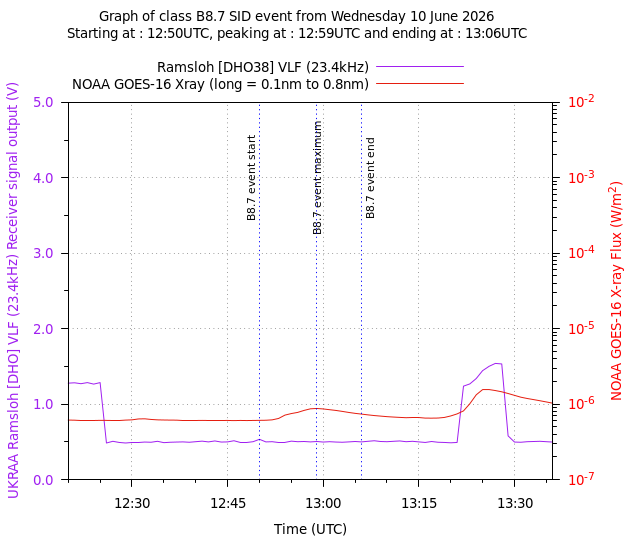 Graph of class B8.7 SID event from Wednesday 10 June 2026
Starting at : 12:50UTC, peaking at : 12:59UTC and ending at : 13:06UTC
Ramsloh [DHO38] VLF (23.4kHz)
NOAA GOES-16 Xray (long = 0.1nm to 0.8nm)
UKRAA Ramsloh [DHO] VLF (23.4kHz) Receiver signal output (V)
5.0
4.0
3.0
2.0
1.0
0.0
B8.7 event start
B8.7 event maximum
B8.7 event end
10-2
10-3
10-4
10-5
10-6
10-7
NOAA GOES-16 X-ray Flux (W/m2)
12:30 12:45 13:00 13:15 13:30
Time (UTC)